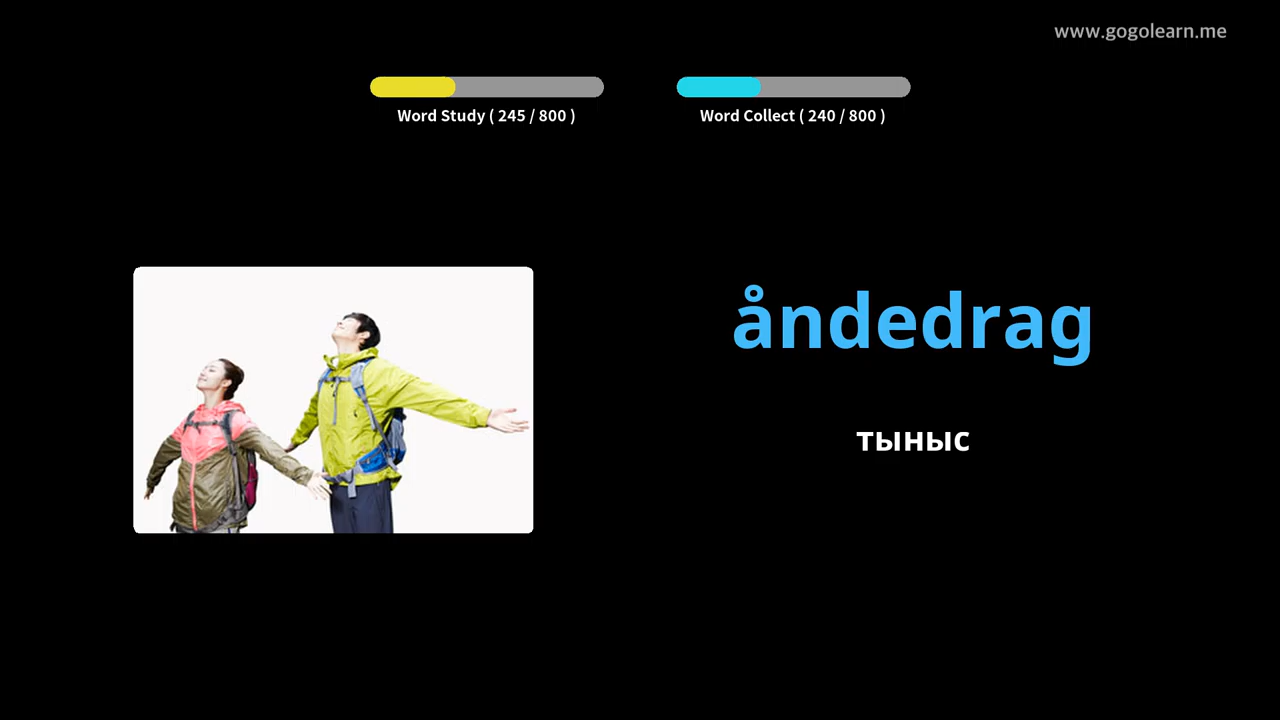 www.gogolearn.me
Word Study ( 245 / 800 )
Word Collect ( 240 / 800 )
åndedrag
тыныс